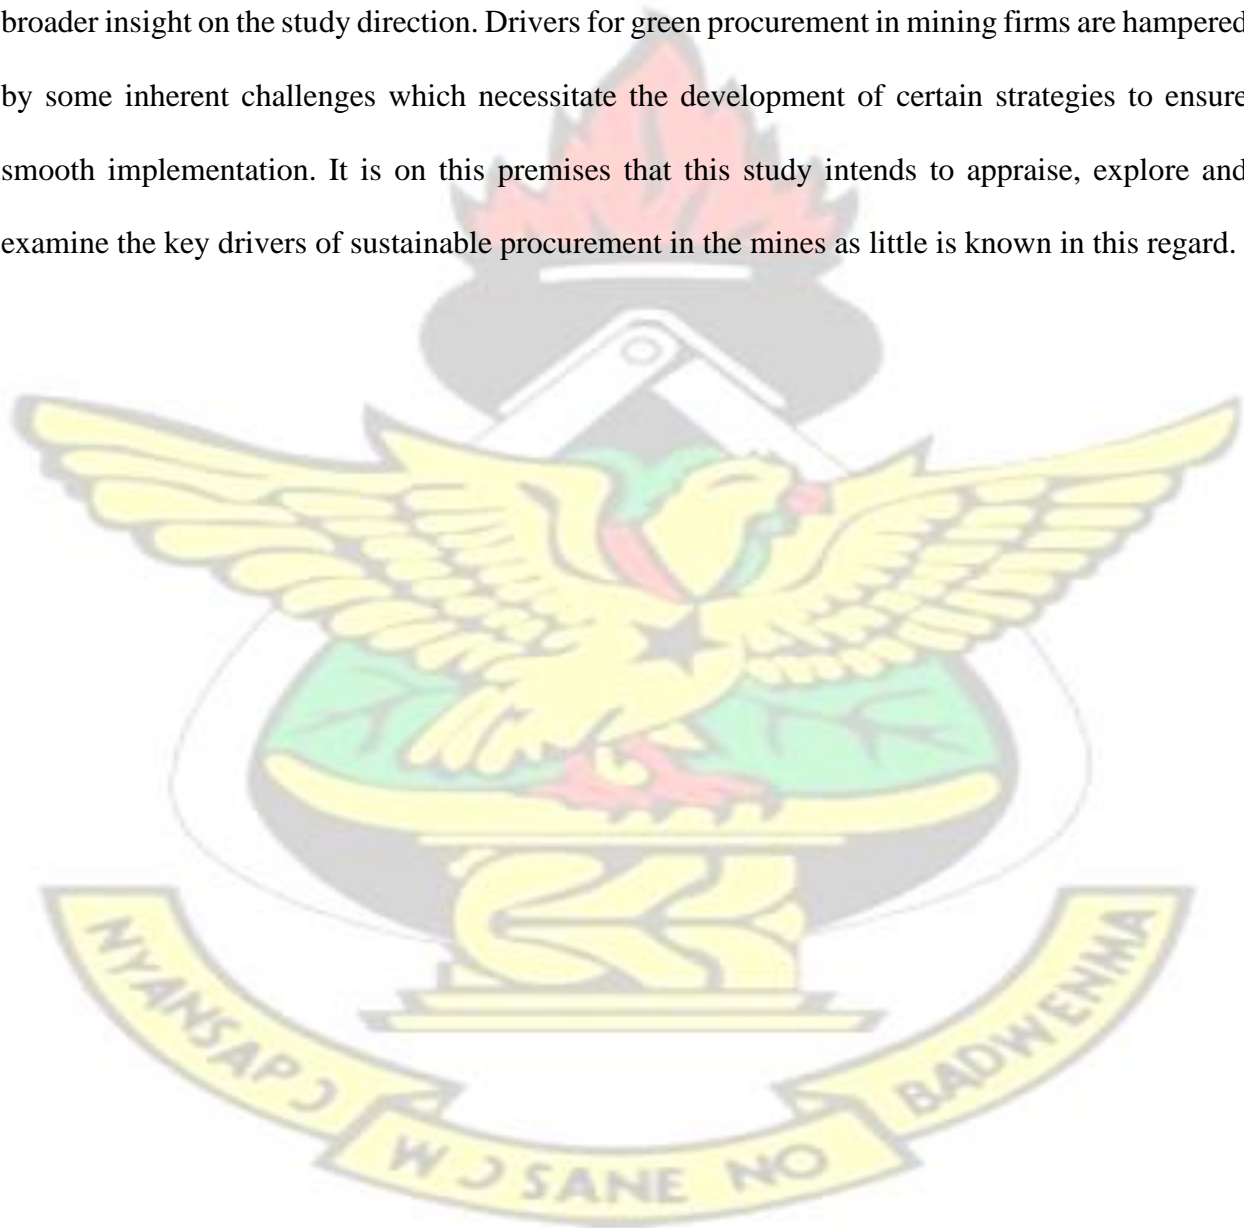 broader insight on the study direction. Drivers for green procurement in mining firms are hampered
by some inherent challenges which necessitate the development of certain strategies to ensure
smooth implementation. It is on this premises that this study intends to appraise, explore and
examine the key drivers of sustainable procurement in the mines as little is known in this regard.
NYANSAPƆ
WƆSANE NO
BADWENMA